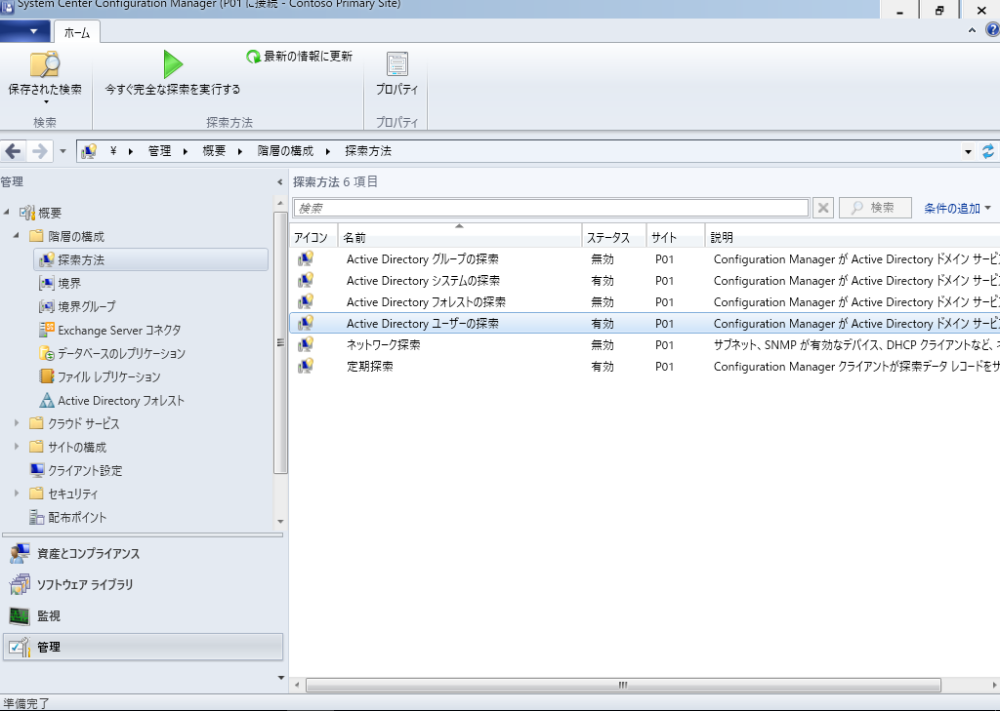 System Center Configuration Manager (P01 に接続 - Contoso Primary Site)
ホーム
保存された検索
今すぐ完全な探索を実行する
最新の情報に更新
プロパティ
検索
探索方法
プロパティ
¥ 管理 概要 階層の構成 探索方法
管理
概要
階層の構成
探索方法
境界
境界グループ
Exchange Server コネクタ
データベースのレプリケーション
ファイル レプリケーション
Active Directory フォレスト
クラウド サービス
サイトの構成
クライアント設定
セキュリティ
配布ポイント
資産とコンプライアンス
ソフトウェア ライブラリ
監視
管理
探索方法 6 項目
検索
検索
条件の追加
アイコン 名前 ステータス サイト 説明
Active Directory グループの探索 無効 P01 Configuration Manager が Active Directory ドメイン サービ
Active Directory システムの探索 有効 P01 Configuration Manager が Active Directory ドメイン サービ
Active Directory フォレストの探索 無効 P01 Configuration Manager が Active Directory ドメイン サービ
Active Directory ユーザーの探索 有効 P01 Configuration Manager が Active Directory ドメイン サービ
ネットワーク探索 無効 P01 サブネット、SNMP が有効なデバイス、DHCP クライアントなど、
定期探索 有効 P01 Configuration Manager クライアントが探索データ レコードをサ
準備完了